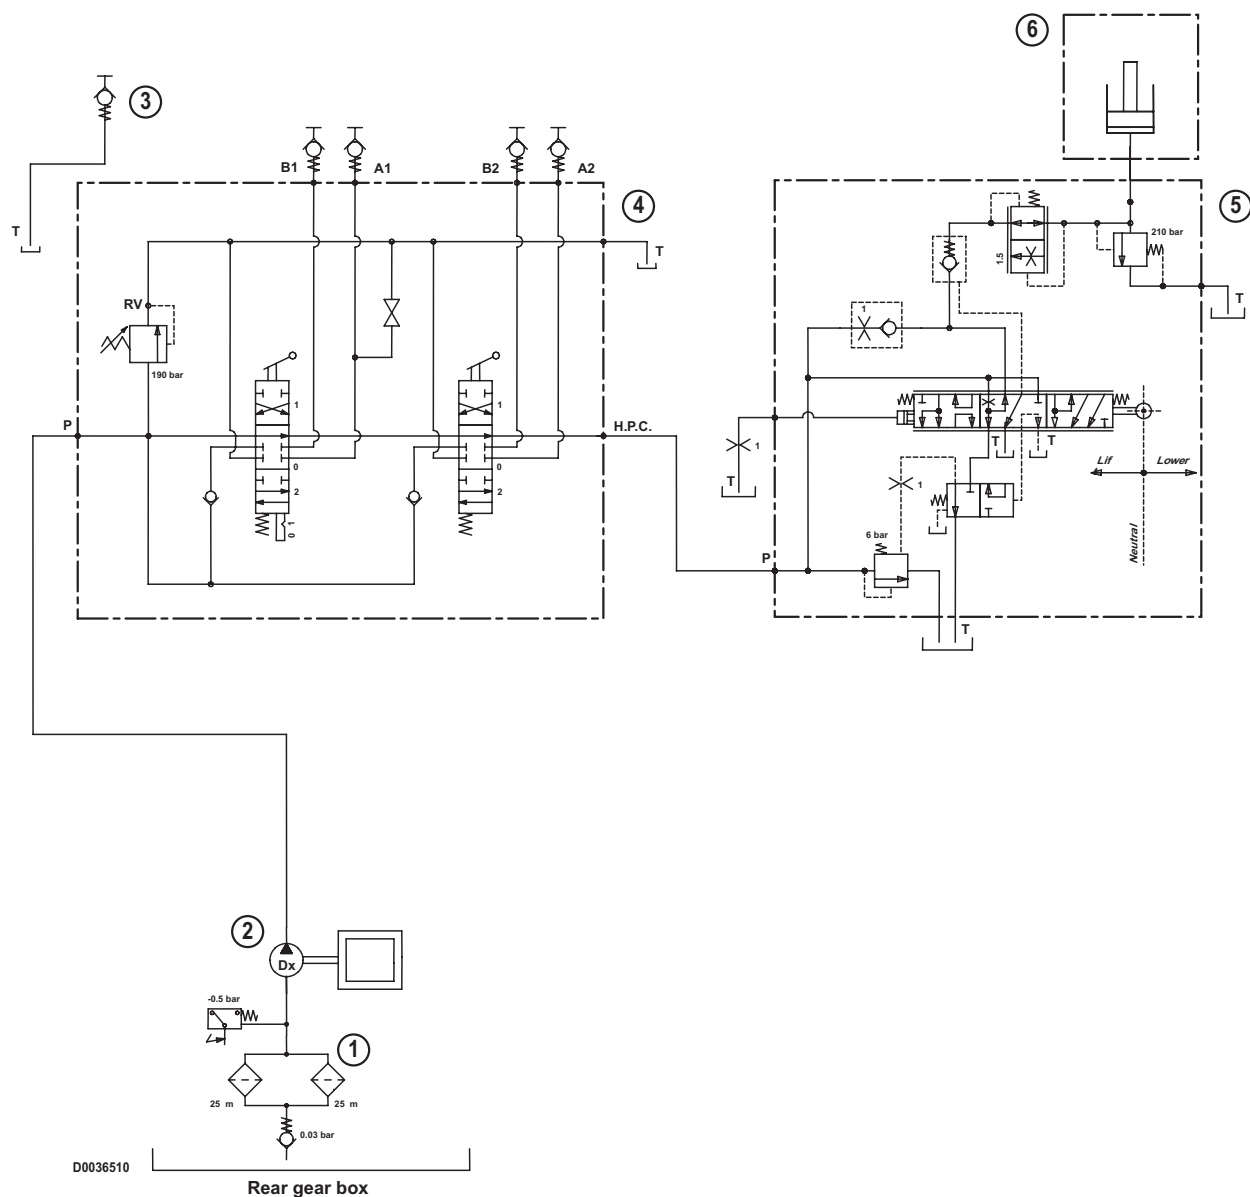 6
3
B1
A1
B2
A2
4
5
T
T
210 bar
1.5
T
RV
1
190 bar
1
1
P
H.P.C.
0
0
1
T
T
T
T
Lif
Lower
2
2
T
1
0 1
6 bar
Neutral
P
T
2
Dx
-0.5 bar
1
25 m
25 m
0.03 bar
D0036510
Rear gear box